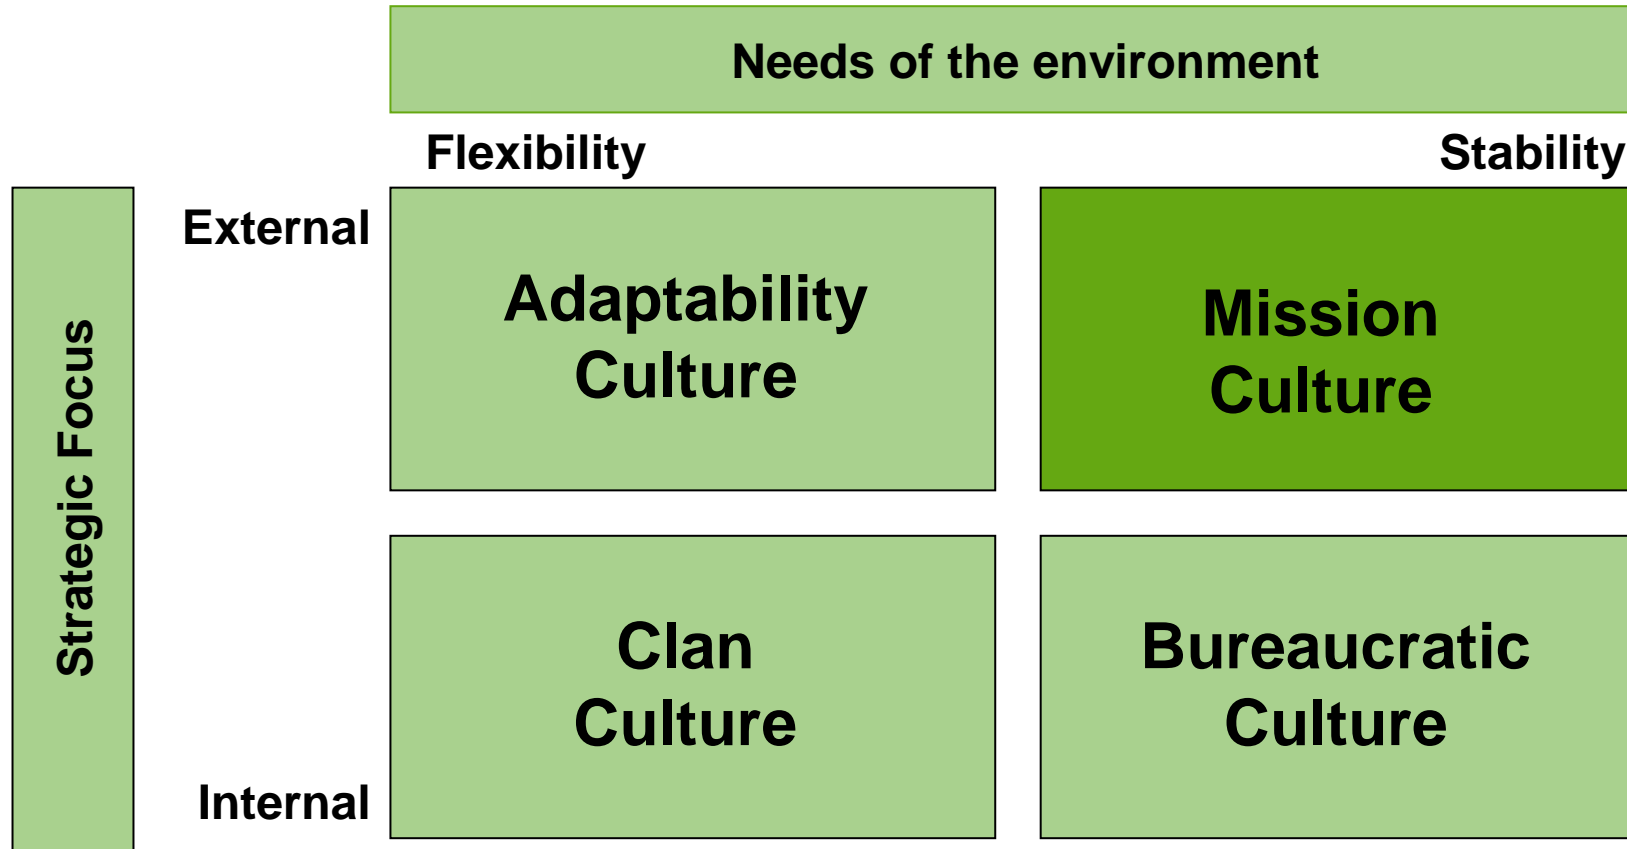 Needs of the environment
Flexibility
Stability
Strategic Focus
External
Adaptability
Culture
Mission
Culture
Clan
Culture
Bureaucratic
Culture
Internal